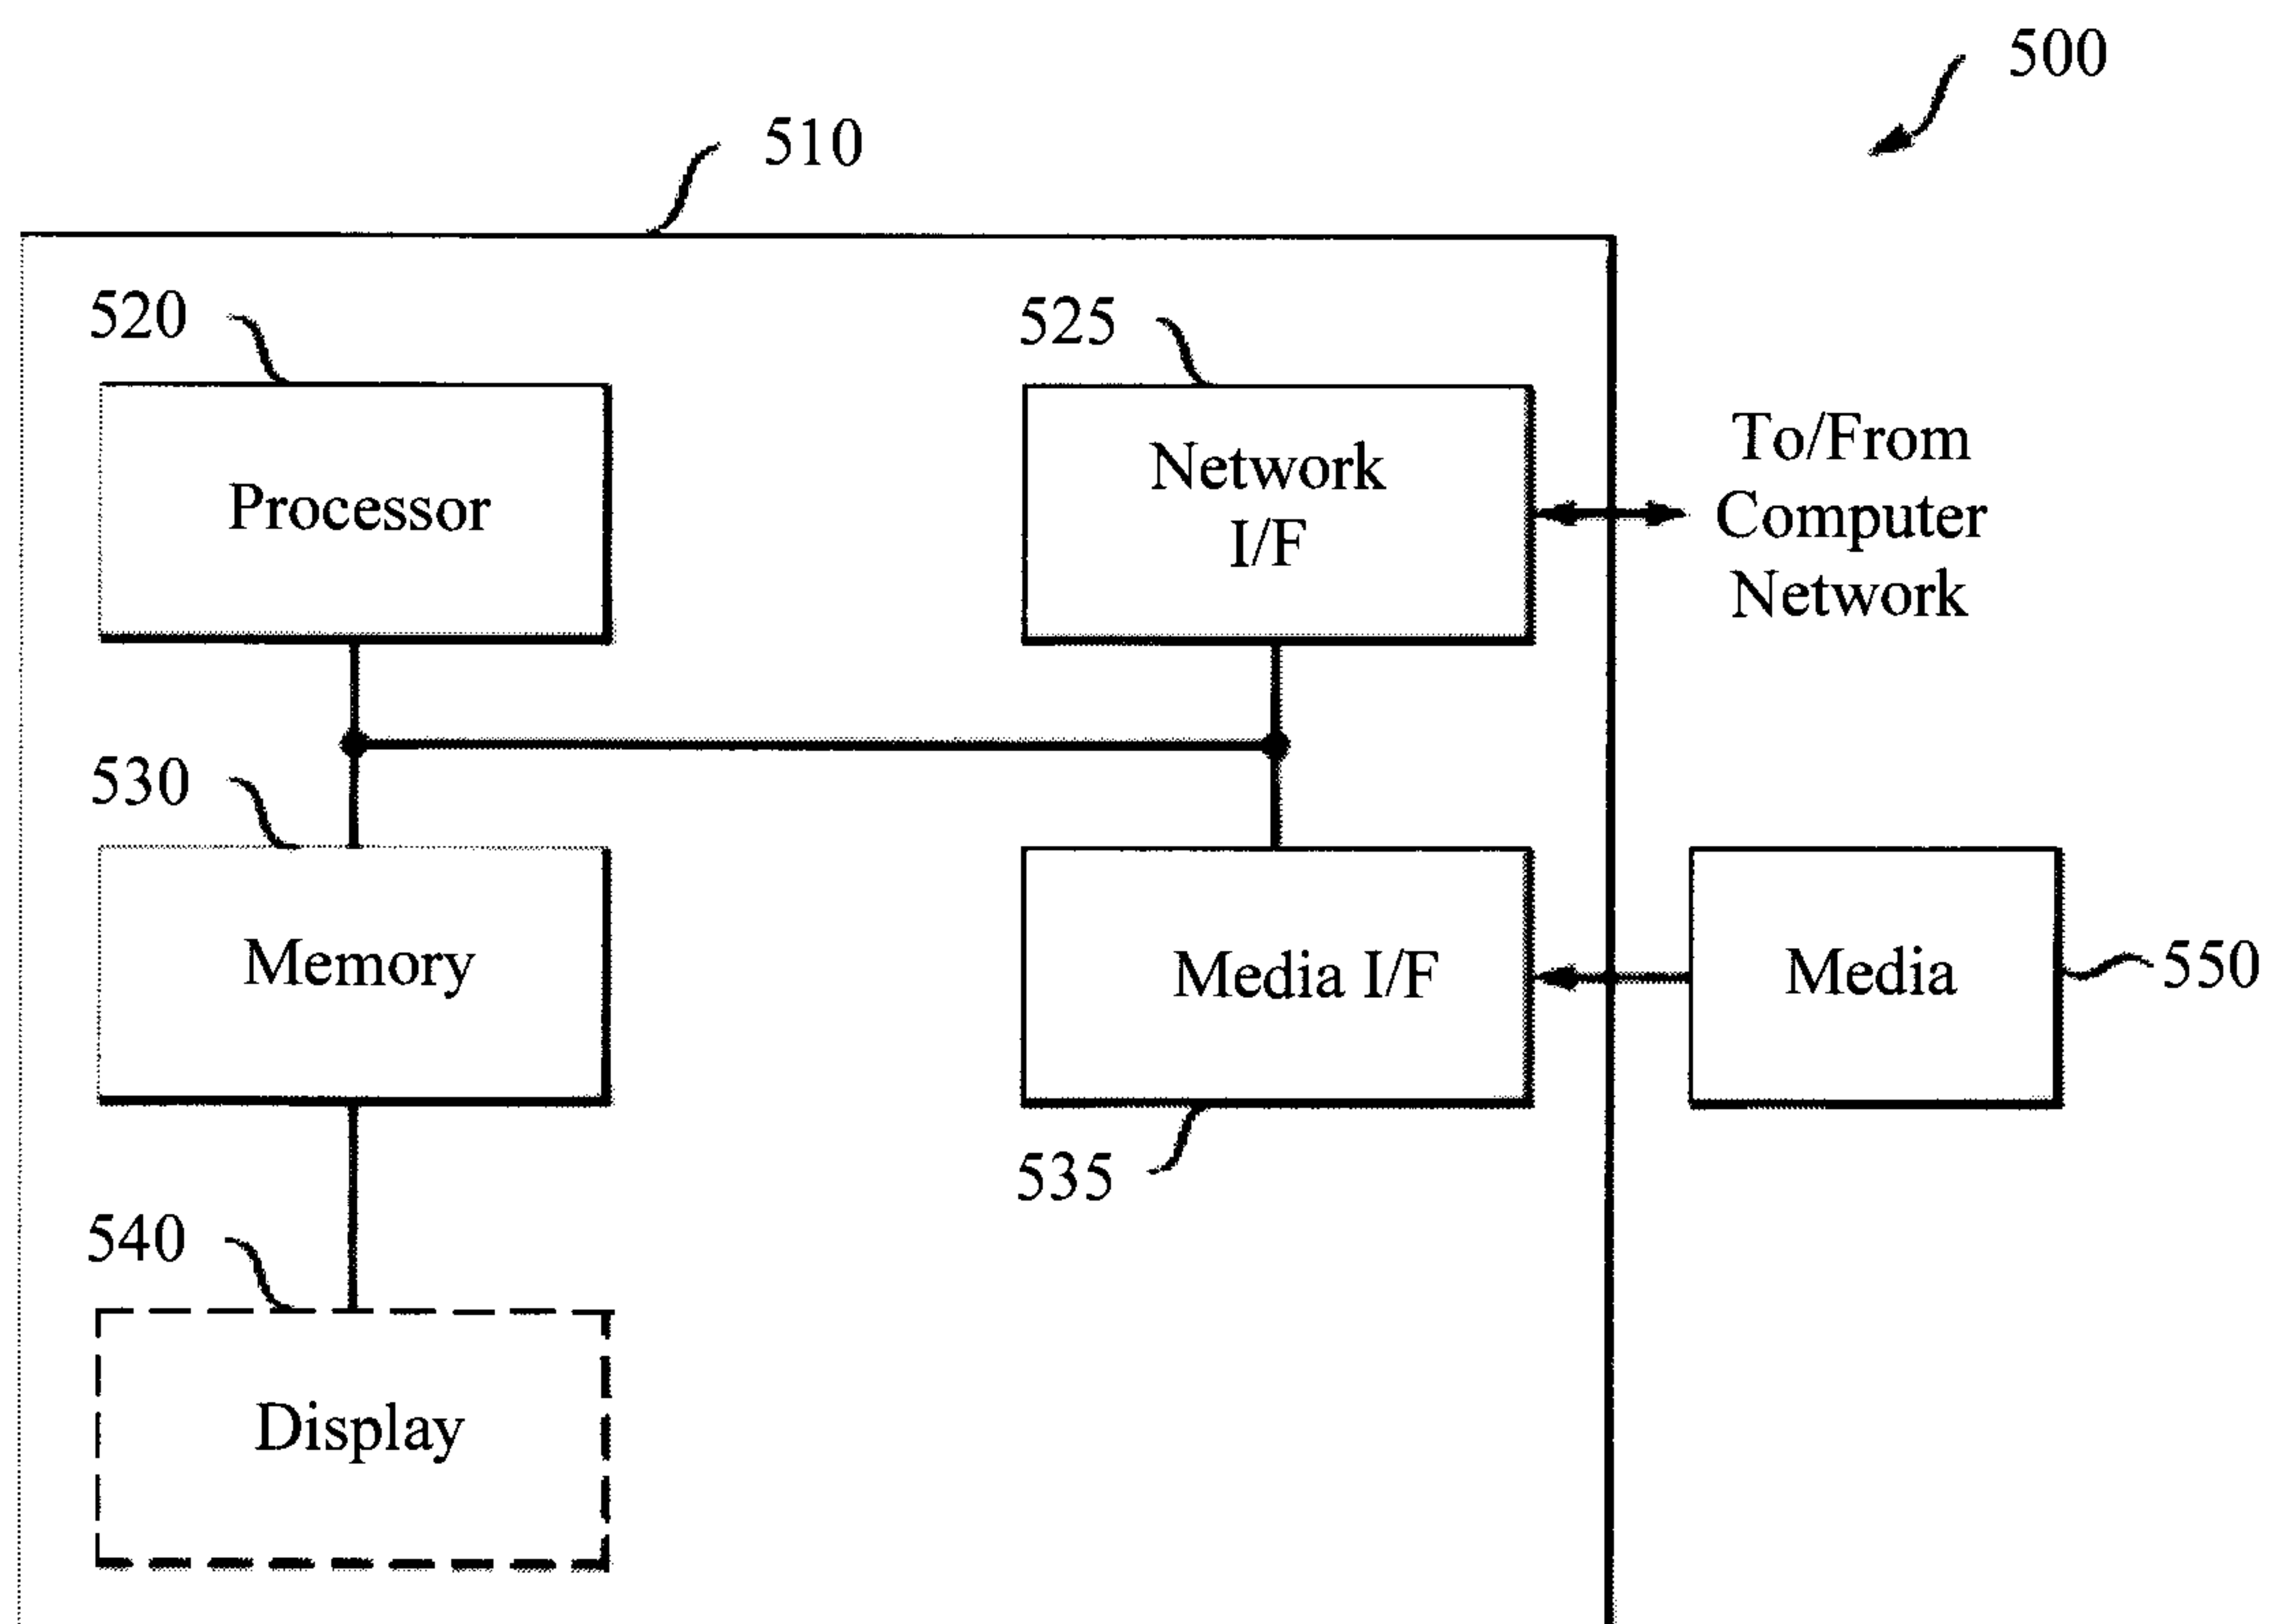 500
510
520
525
Processor
Network
I/F
To/From
Computer
Network
530
Memory
Media I/F
Media
550
535
540
Display